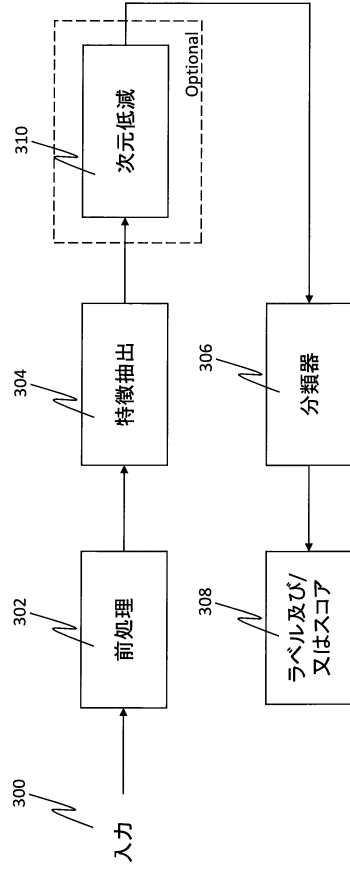 300
入力
302
前処理
304
特徴抽出
310
次元低減
Optional
306
分類器
308
ラベル及び/
又はスコア